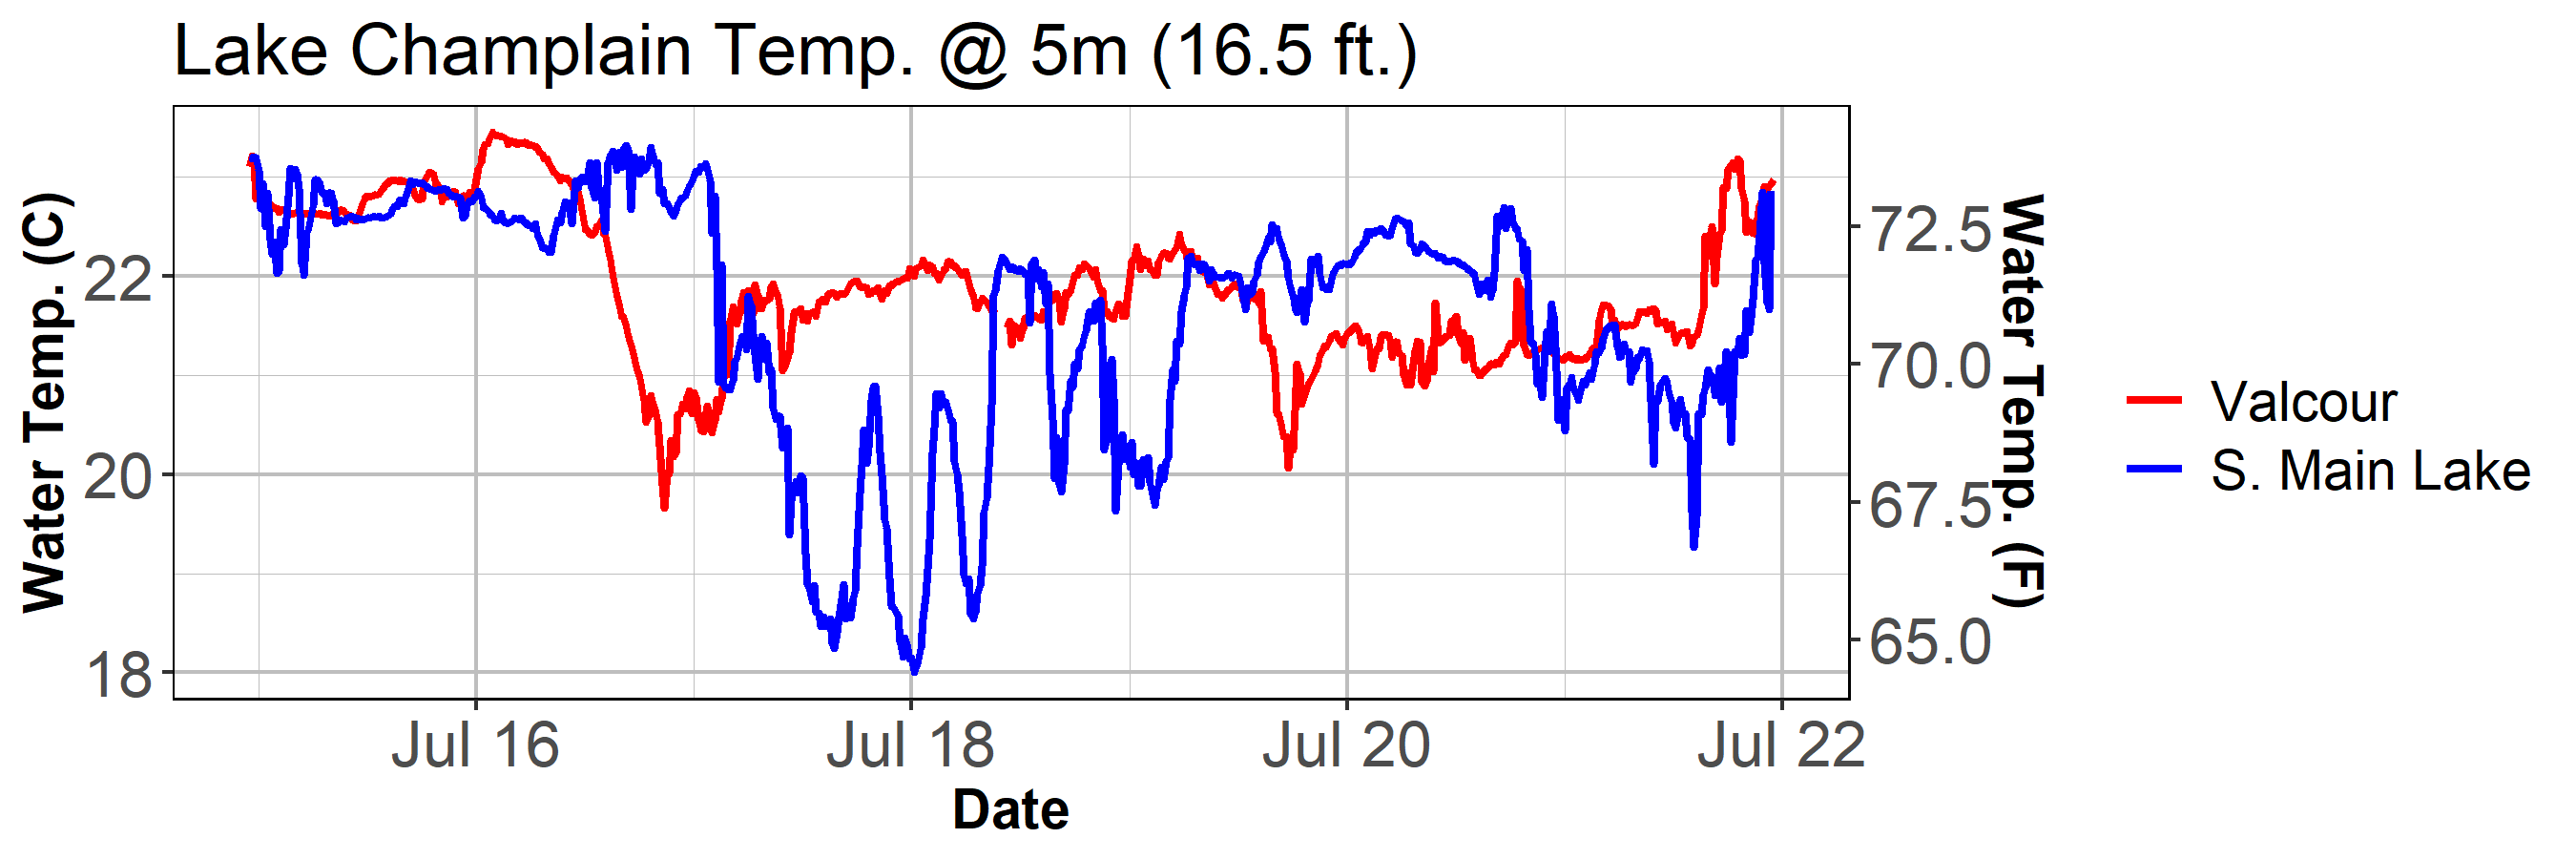 Lake Champlain Temp. @ 5m (16.5 ft.)
Water Temp. (C)
22
20
18
72.5
70.0
67.5
65.0
Water Temp. (F)
Jul 16
Jul 18
Jul 20
Jul 22
Date
Valcour
S. Main Lake